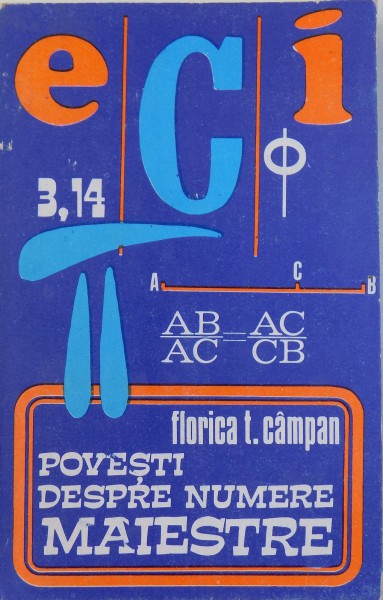 e C i
3,14
π
ϕ
A C B
AB/AC = AC/CB
florica t. câmpan
POVEȘTI
DESPRE NUMERE
MAIESTRE